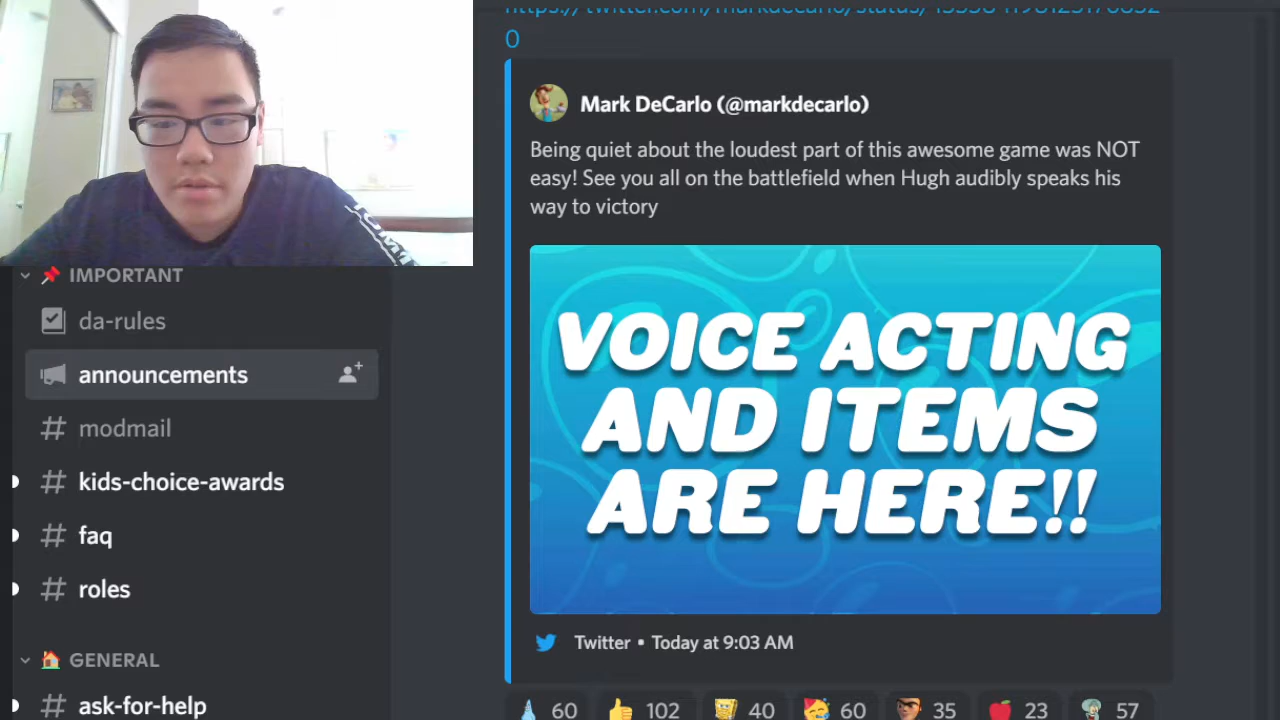 0
Mark DeCarlo (@markdecarlo)
Being quiet about the loudest part of this awesome game was NOT
easy! See you all on the battlefield when Hugh audibly speaks his
way to victory
VOICE ACTING
AND ITEMS
ARE HERE!!
Twitter • Today at 9:03 AM
60 102 40 60 35 23 57
IMPORTANT
da-rules
announcements
# modmail
# kids-choice-awards
# faq
# roles
GENERAL
# ask-for-help